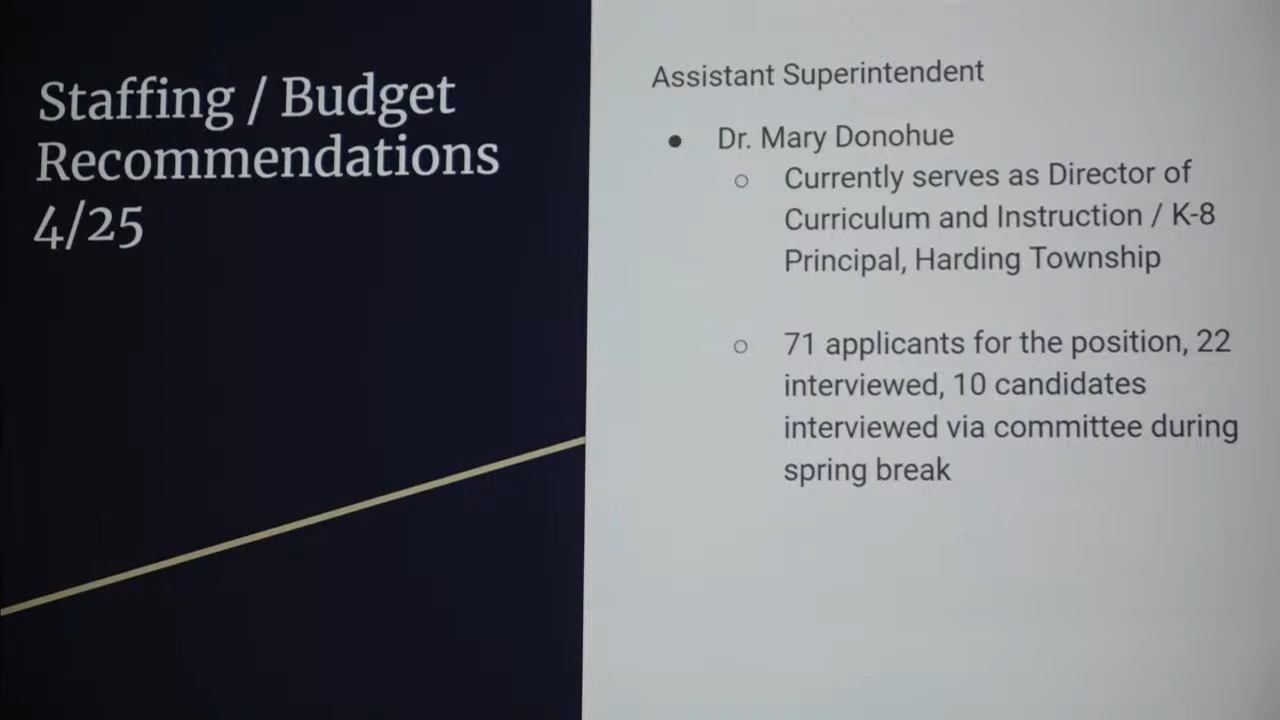 Staffing / Budget
Recommendations
4/25
Assistant Superintendent
● Dr. Mary Donohue
○ Currently serves as Director of
Curriculum and Instruction / K-8
Principal, Harding Township
○ 71 applicants for the position, 22
interviewed, 10 candidates
interviewed via committee during
spring break